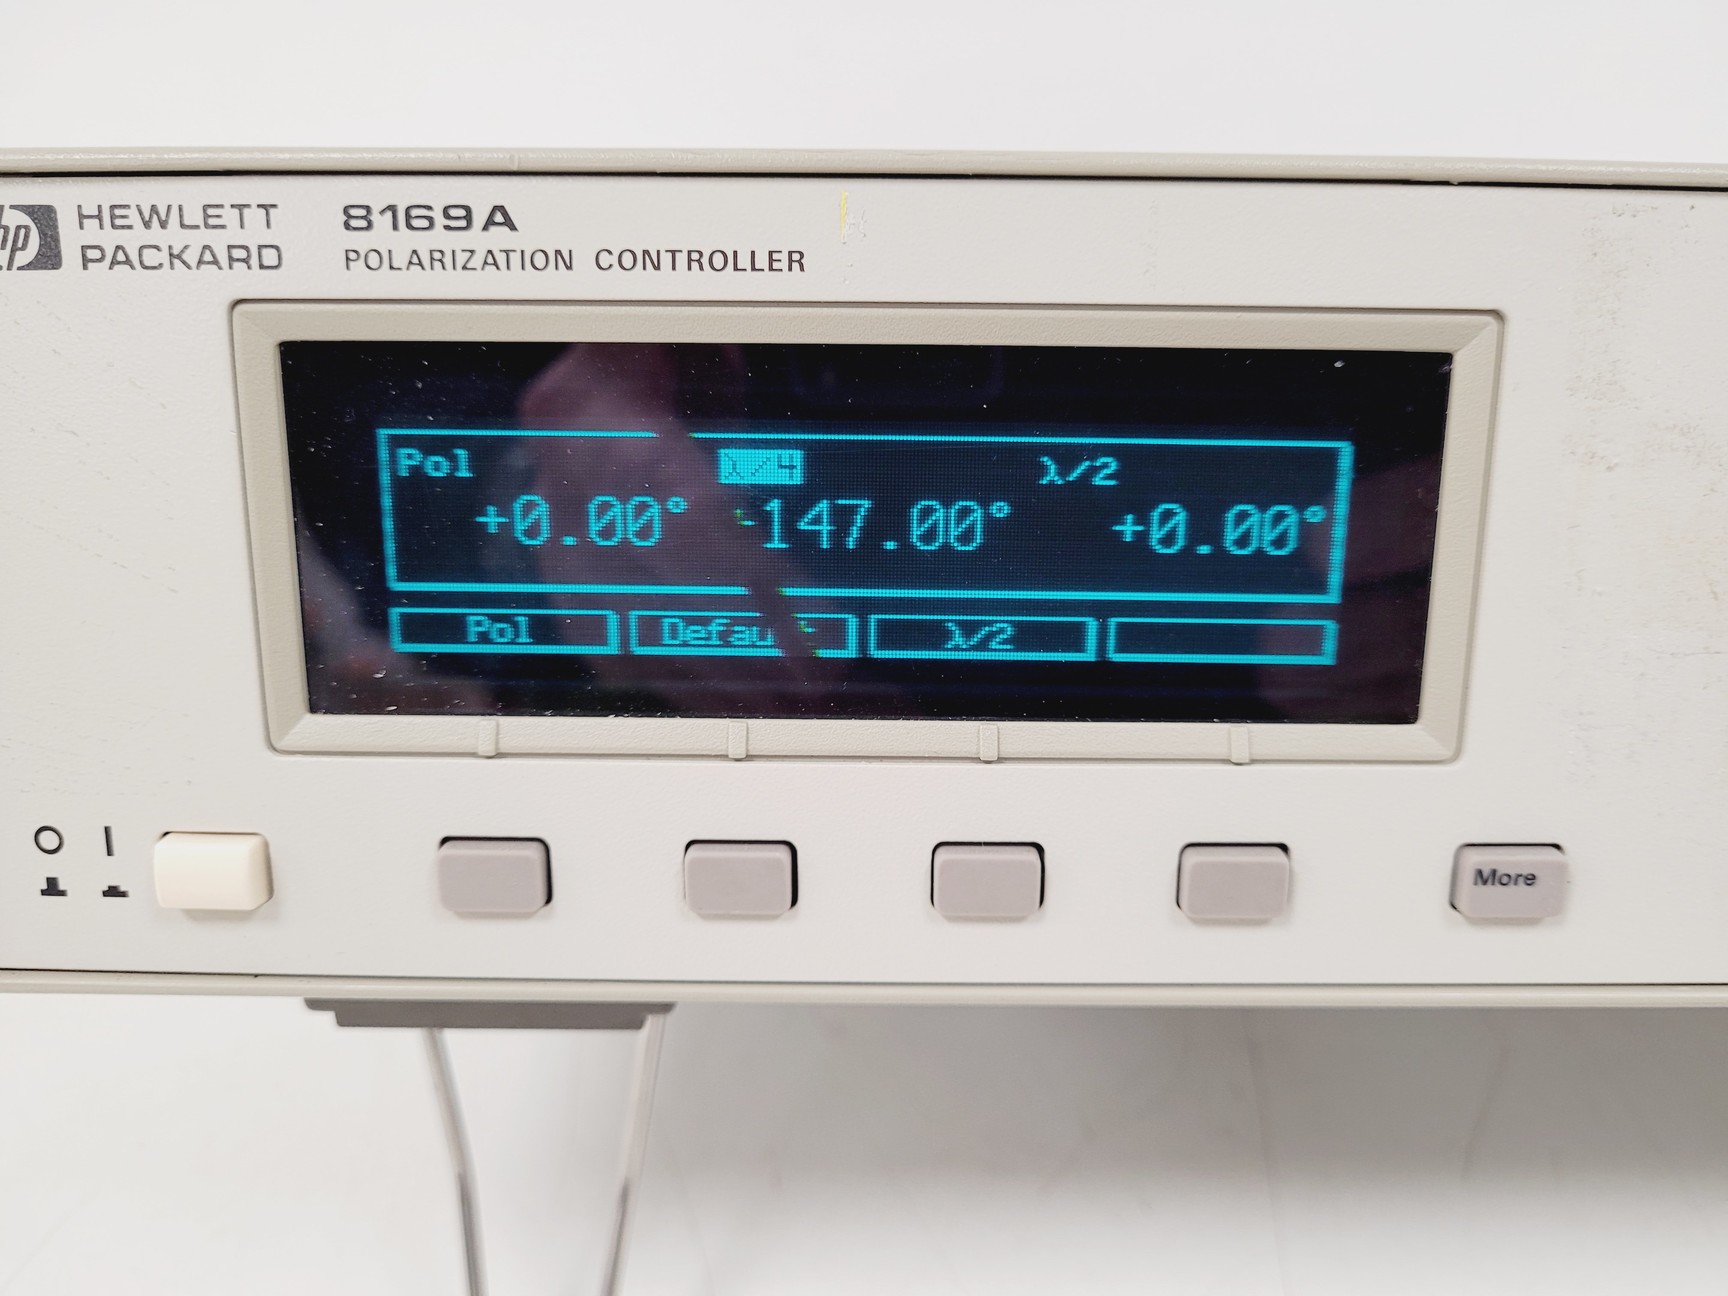 hp HEWLETT PACKARD
8169A
POLARIZATION CONTROLLER
Pol λ/4 λ/2
+0.00° -147.00° +0.00°
Pol λ/2
More